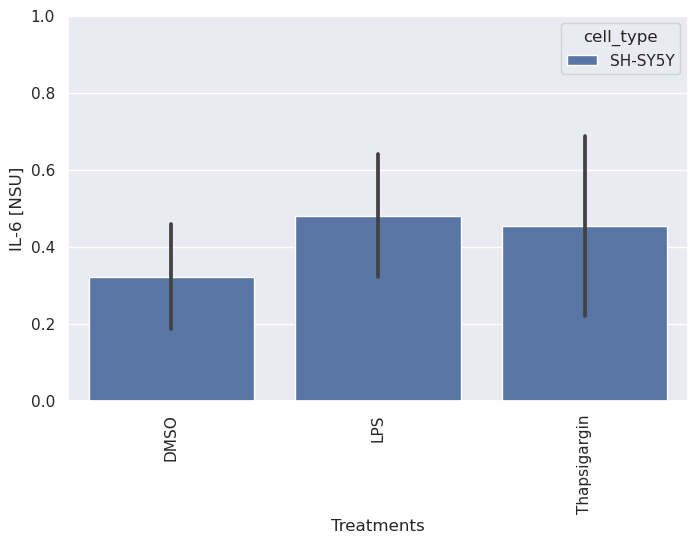 1.0
0.8
0.6
0.4
0.2
0.0
IL-6 [NSU]
cell_type
SH-SY5Y
DMSO
LPS
Thapsigargin
Treatments